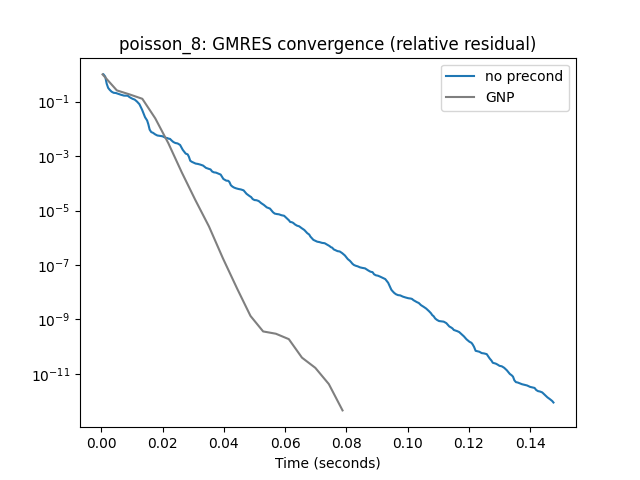 poisson_8: GMRES convergence (relative residual)
no precond
GNP
10⁻¹
10⁻³
10⁻⁵
10⁻⁷
10⁻⁹
10⁻¹¹
0.00 0.02 0.04 0.06 0.08 0.10 0.12 0.14
Time (seconds)